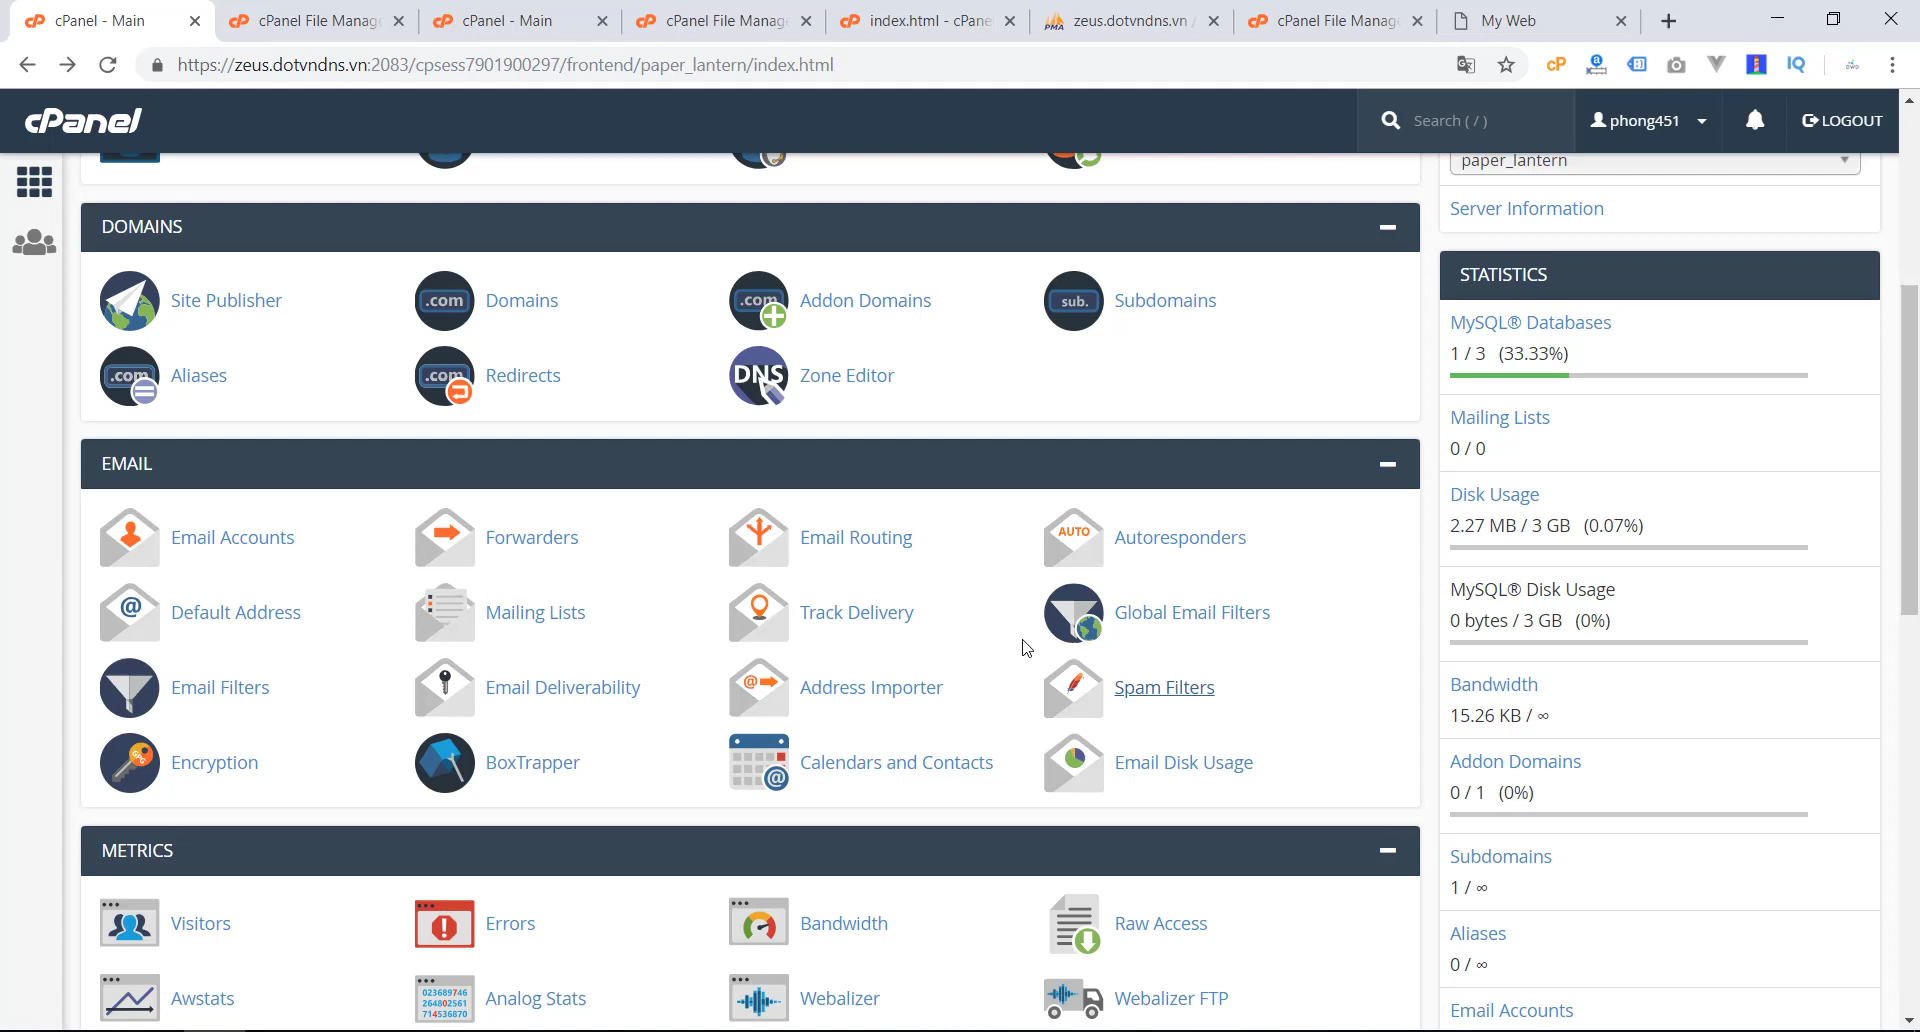 cPanel - Main
cPanel File Manag
cPanel - Main
cPanel File Manag
index.html - cPane
zeus.dotvndns.vn /
cPanel File Manag
My Web
https://zeus.dotvndns.vn:2083/cpsess7901900297/frontend/paper_lantern/index.html
cPanel
Search ( / )
phong451
LOGOUT
paper_lantern
Server Information
DOMAINS
Site Publisher
Domains
Addon Domains
Subdomains
Aliases
Redirects
Zone Editor
EMAIL
Email Accounts
Forwarders
Email Routing
Autoresponders
Default Address
Mailing Lists
Track Delivery
Global Email Filters
Email Filters
Email Deliverability
Address Importer
Spam Filters
Encryption
BoxTrapper
Calendars and Contacts
Email Disk Usage
METRICS
Visitors
Errors
Bandwidth
Raw Access
Awstats
Analog Stats
Webalizer
Webalizer FTP
STATISTICS
MySQL® Databases
1 / 3 (33.33%)
Mailing Lists
0 / 0
Disk Usage
2.27 MB / 3 GB (0.07%)
MySQL® Disk Usage
0 bytes / 3 GB (0%)
Bandwidth
15.26 KB / ∞
Addon Domains
0 / 1 (0%)
Subdomains
1 / ∞
Aliases
0 / ∞
Email Accounts